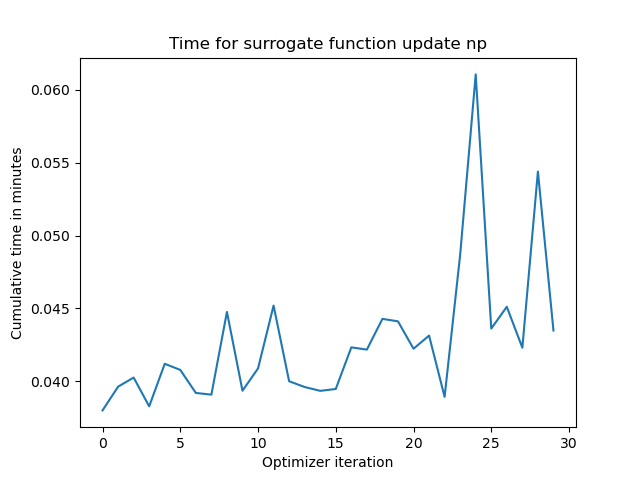 Time for surrogate function update np
0.060
0.055
0.050
0.045
0.040
Cumulative time in minutes
0 5 10 15 20 25 30
Optimizer iteration